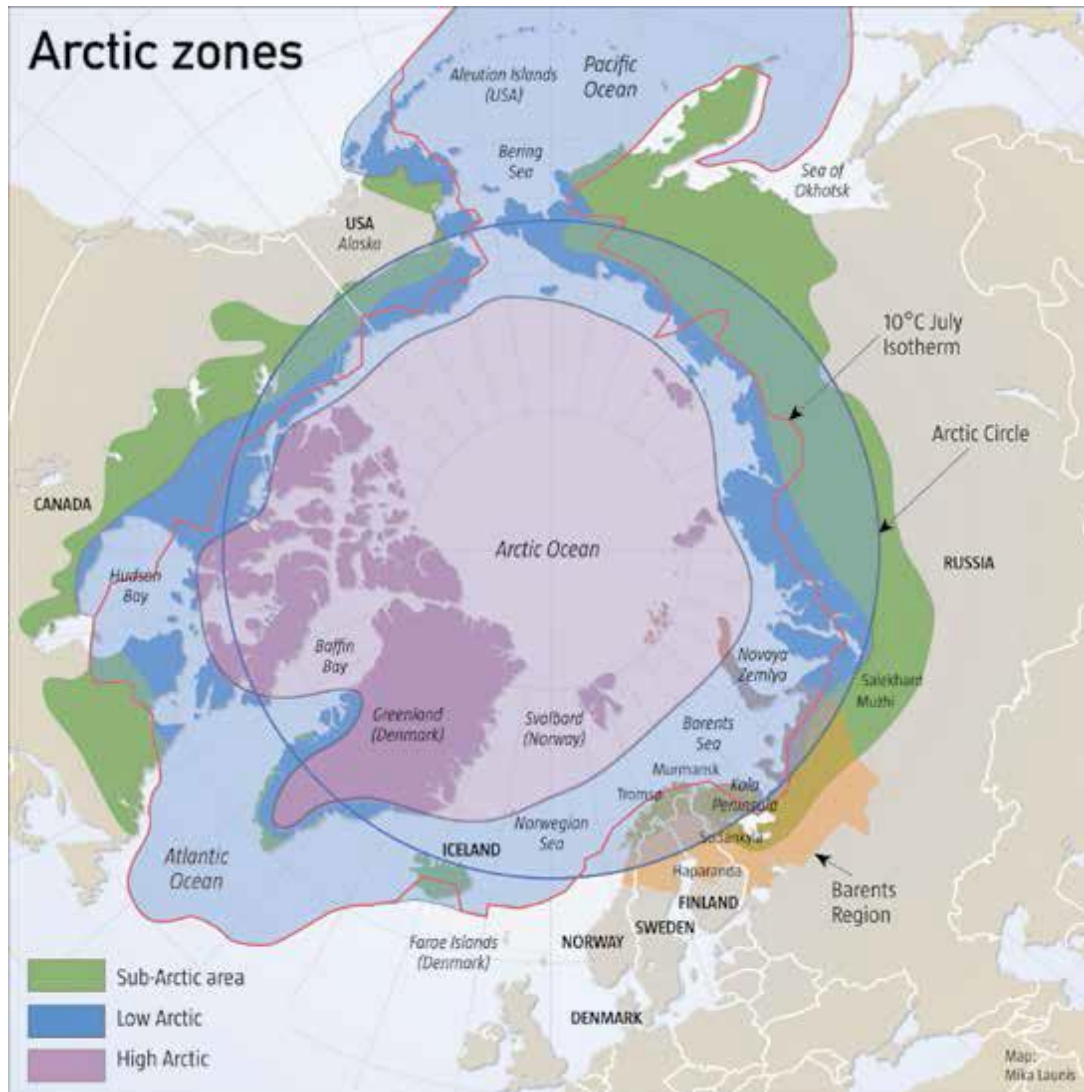 Arctic zones
Aleution Islands
(USA)
Pacific
Ocean
Bering
Sea
Sea of
Okhotsk
USA
Alaska
10°C July
Isotherm
Arctic Circle
CANADA
Arctic Ocean
RUSSIA
Hudson
Bay
Baffin
Bay
Novaya
Zemlya
Salekhard
Muzhi
Greenland
(Denmark)
Svalbard
(Norway)
Barents
Sea
Murmansk
Tromsø
Kola
Peninsula
Norwegian
Sea
Sodankylä
ICELAND
Atlantic
Ocean
Haparanda
Barents
Region
FINLAND
SWEDEN
NORWAY
Faroe Islands
(Denmark)
DENMARK
Sub-Arctic area
Low Arctic
High Arctic
Map:
Mika Launis